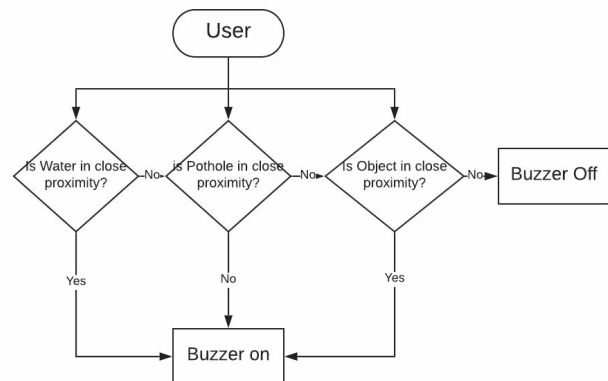 User
Is Water in close
proximity?
No
is Pothole in close
proximity?
No
Is Object in close
proximity?
No
Buzzer Off
Yes
No
Yes
Buzzer on